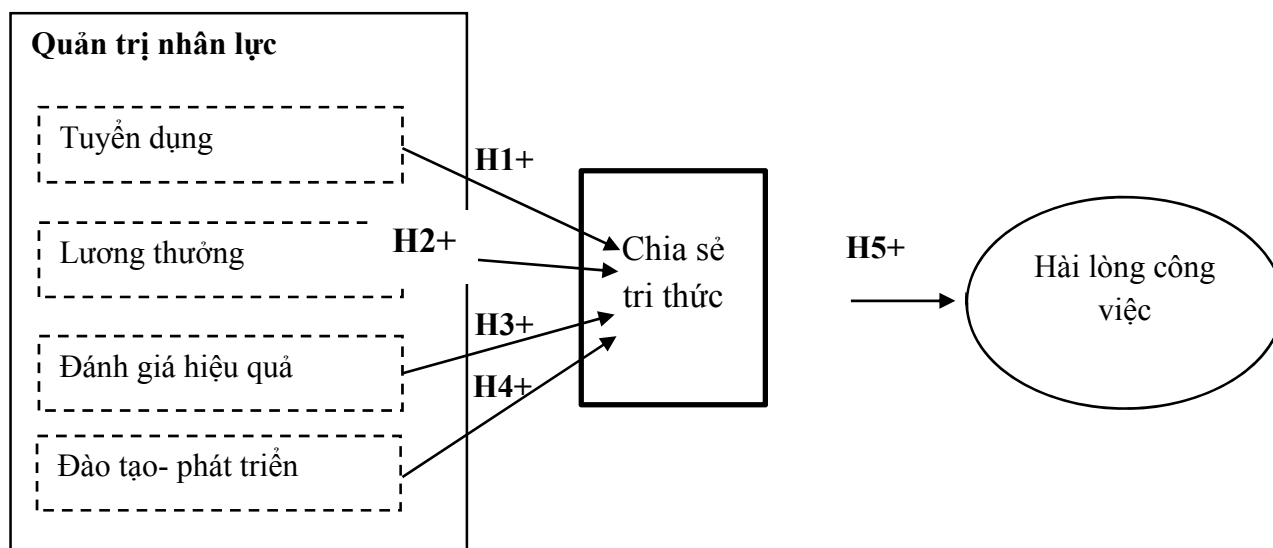 Quản trị nhân lực
Tuyển dụng
H1+
Lương thưởng
H2+
Chia sẻ
tri thức
H5+
Hài lòng công
việc
Đánh giá hiệu quả
H3+
H4+
Đào tạo- phát triển